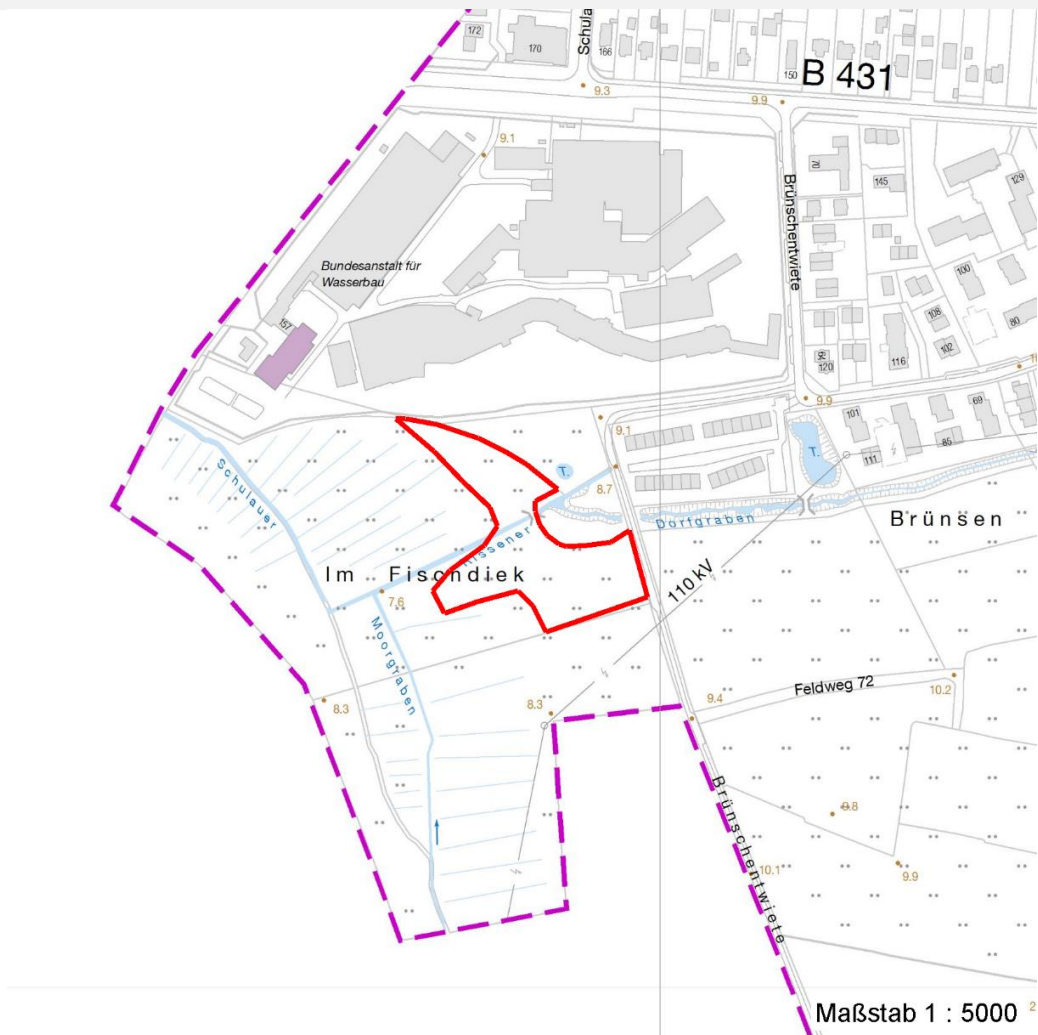 172
170
166
Schula
150
B 431
9.3
9.9
9.1
70
145
129
Brünschentwiete
Bundesanstalt für
Wasserbau
157
100
108
102
80
116
120
9.9
101
69
9.1
T.
111
85
T.
8.7
Schulauer
Dorfgraben
Brünsen
Wissener
Im Fischdiek
110 kV
7.6
Moorgraben
Feldweg 72
10.2
8.3
8.3
9.4
Brünschentwiete
9.8
10.1
9.9
Maßstab 1 : 5000
2